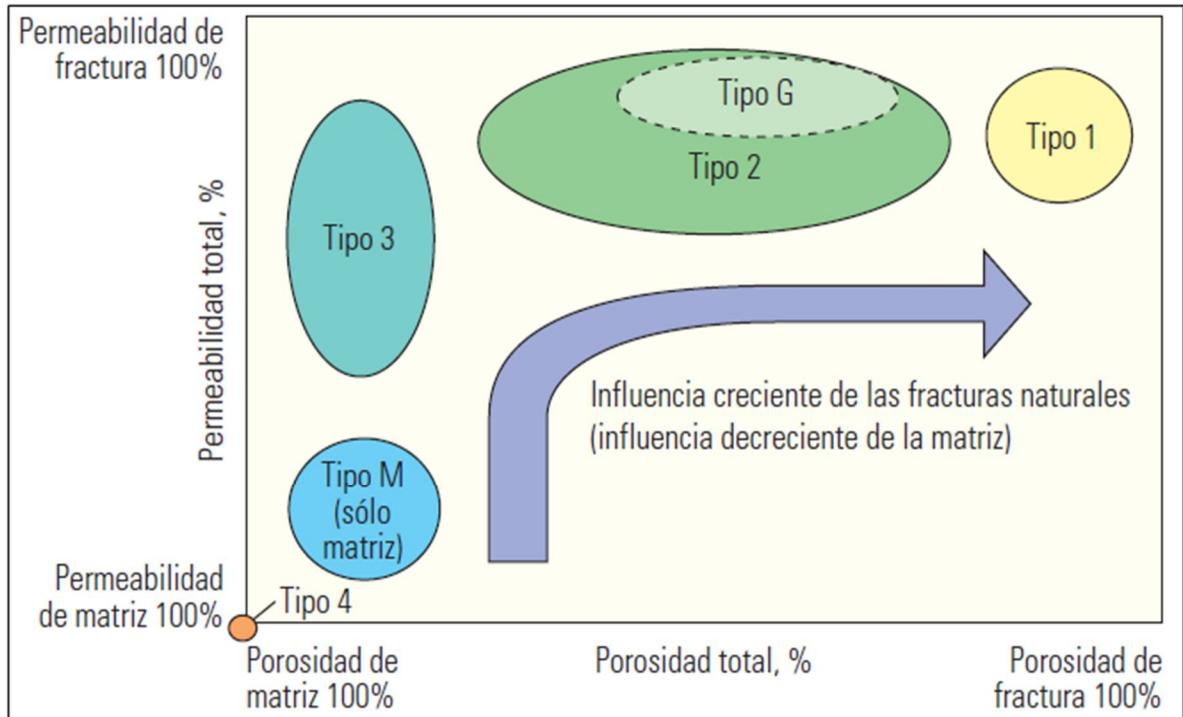 Permeabilidad de
fractura 100%
Tipo G
Tipo 1
Tipo 2
Tipo 3
Permeabilidad total, %
Influencia creciente de las fracturas naturales
(influencia decreciente de la matriz)
Tipo M
(sólo
matriz)
Permeabilidad
de matriz 100%
Tipo 4
Porosidad de
matriz 100%
Porosidad total, %
Porosidad de
fractura 100%